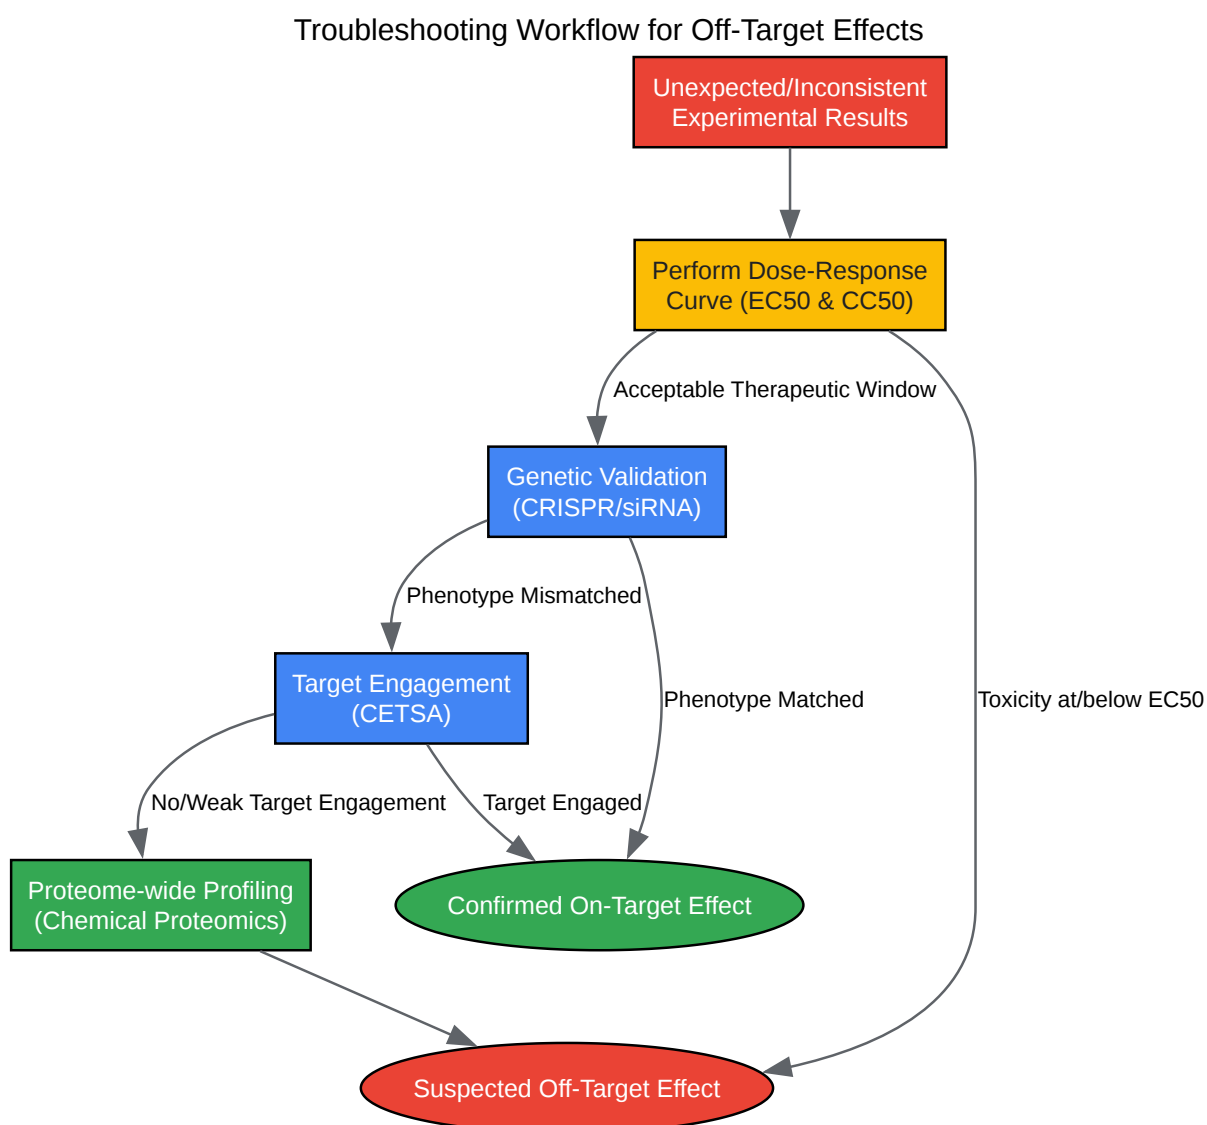 Troubleshooting Workflow for Off-Target Effects
Unexpected/Inconsistent
Experimental Results
Perform Dose-Response
Curve (EC50 & CC50)
Acceptable Therapeutic Window
Genetic Validation
(CRISPR/siRNA)
Phenotype Mismatched
Target Engagement
(CETSA)
Phenotype Matched
Toxicity at/below EC50
No/Weak Target Engagement
Target Engaged
Proteome-wide Profiling
(Chemical Proteomics)
Confirmed On-Target Effect
Suspected Off-Target Effect